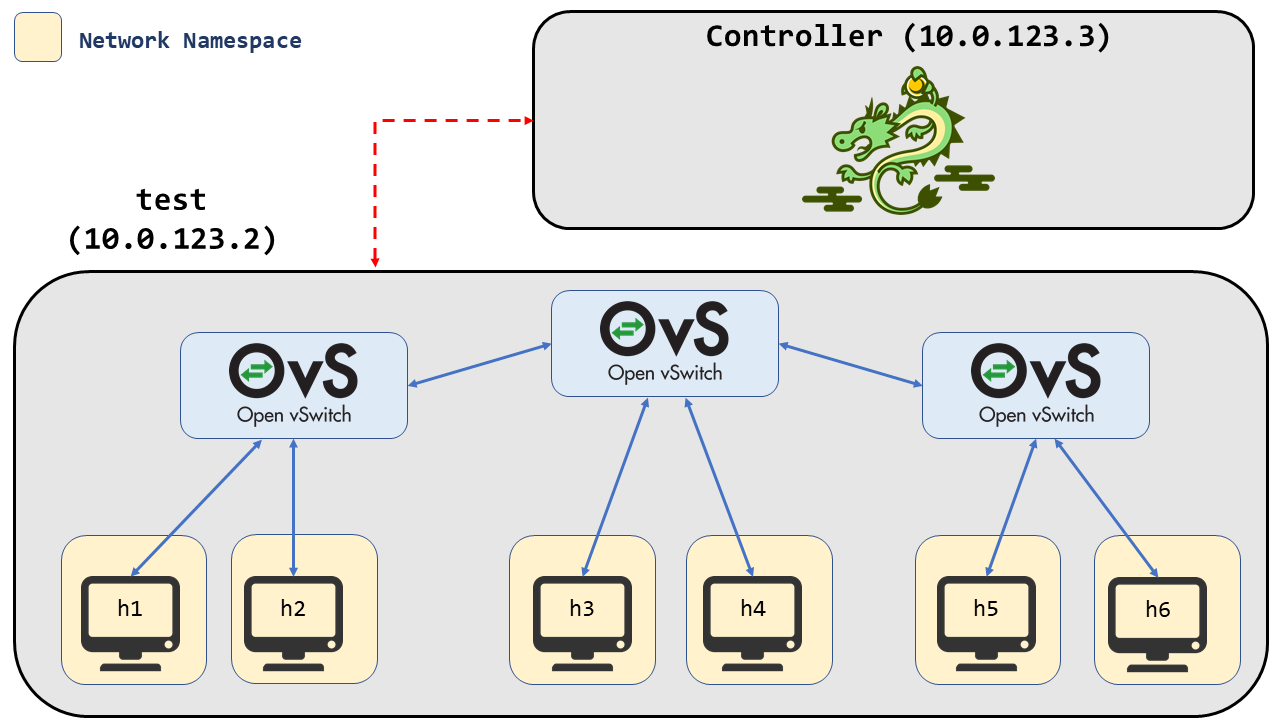 Network Namespace
Controller (10.0.123.3)
test
(10.0.123.2)
OvS
Open vSwitch
OvS
Open vSwitch
OvS
Open vSwitch
h1
h2
h3
h4
h5
h6